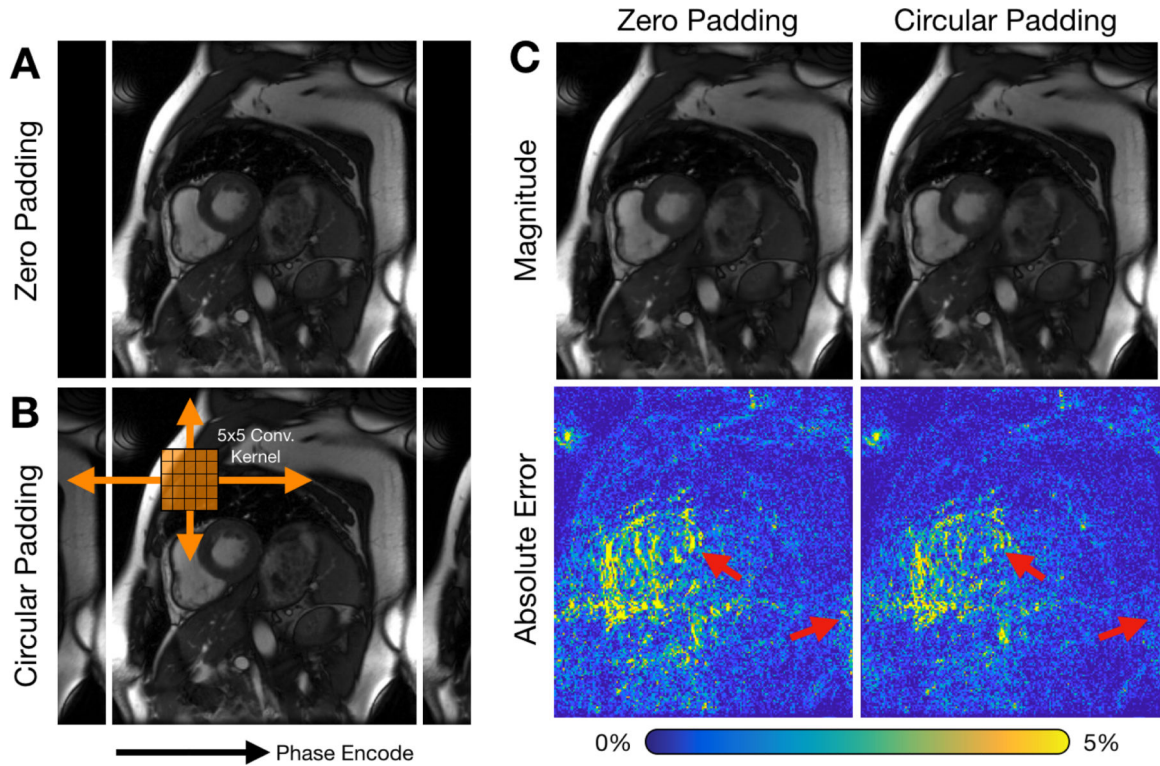 A
Zero Padding
B
Circular Padding
5x5 Conv.
Kernel
Phase Encode
C
Zero Padding
Circular Padding
Magnitude
Absolute Error
0%
5%